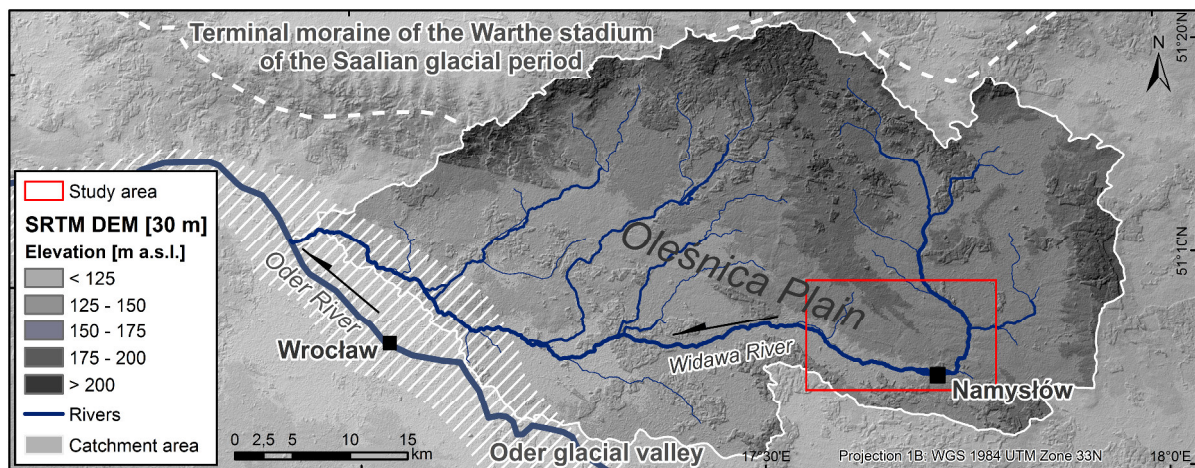 Terminal moraine of the Warthe stadium
of the Saalian glacial period
N
51°20'N
Study area
SRTM DEM [30 m]
Elevation [m a.s.l.]
< 125
125 - 150
150 - 175
175 - 200
> 200
Rivers
Catchment area
Oder River
Wrocław
Olesnica Plain
Widawa River
Namysłów
51°10'N
0 2,5 5 10 15
km
Oder glacial valley
17°30'E
Projection 1B: WGS 1984 UTM Zone 33N
18°0'E